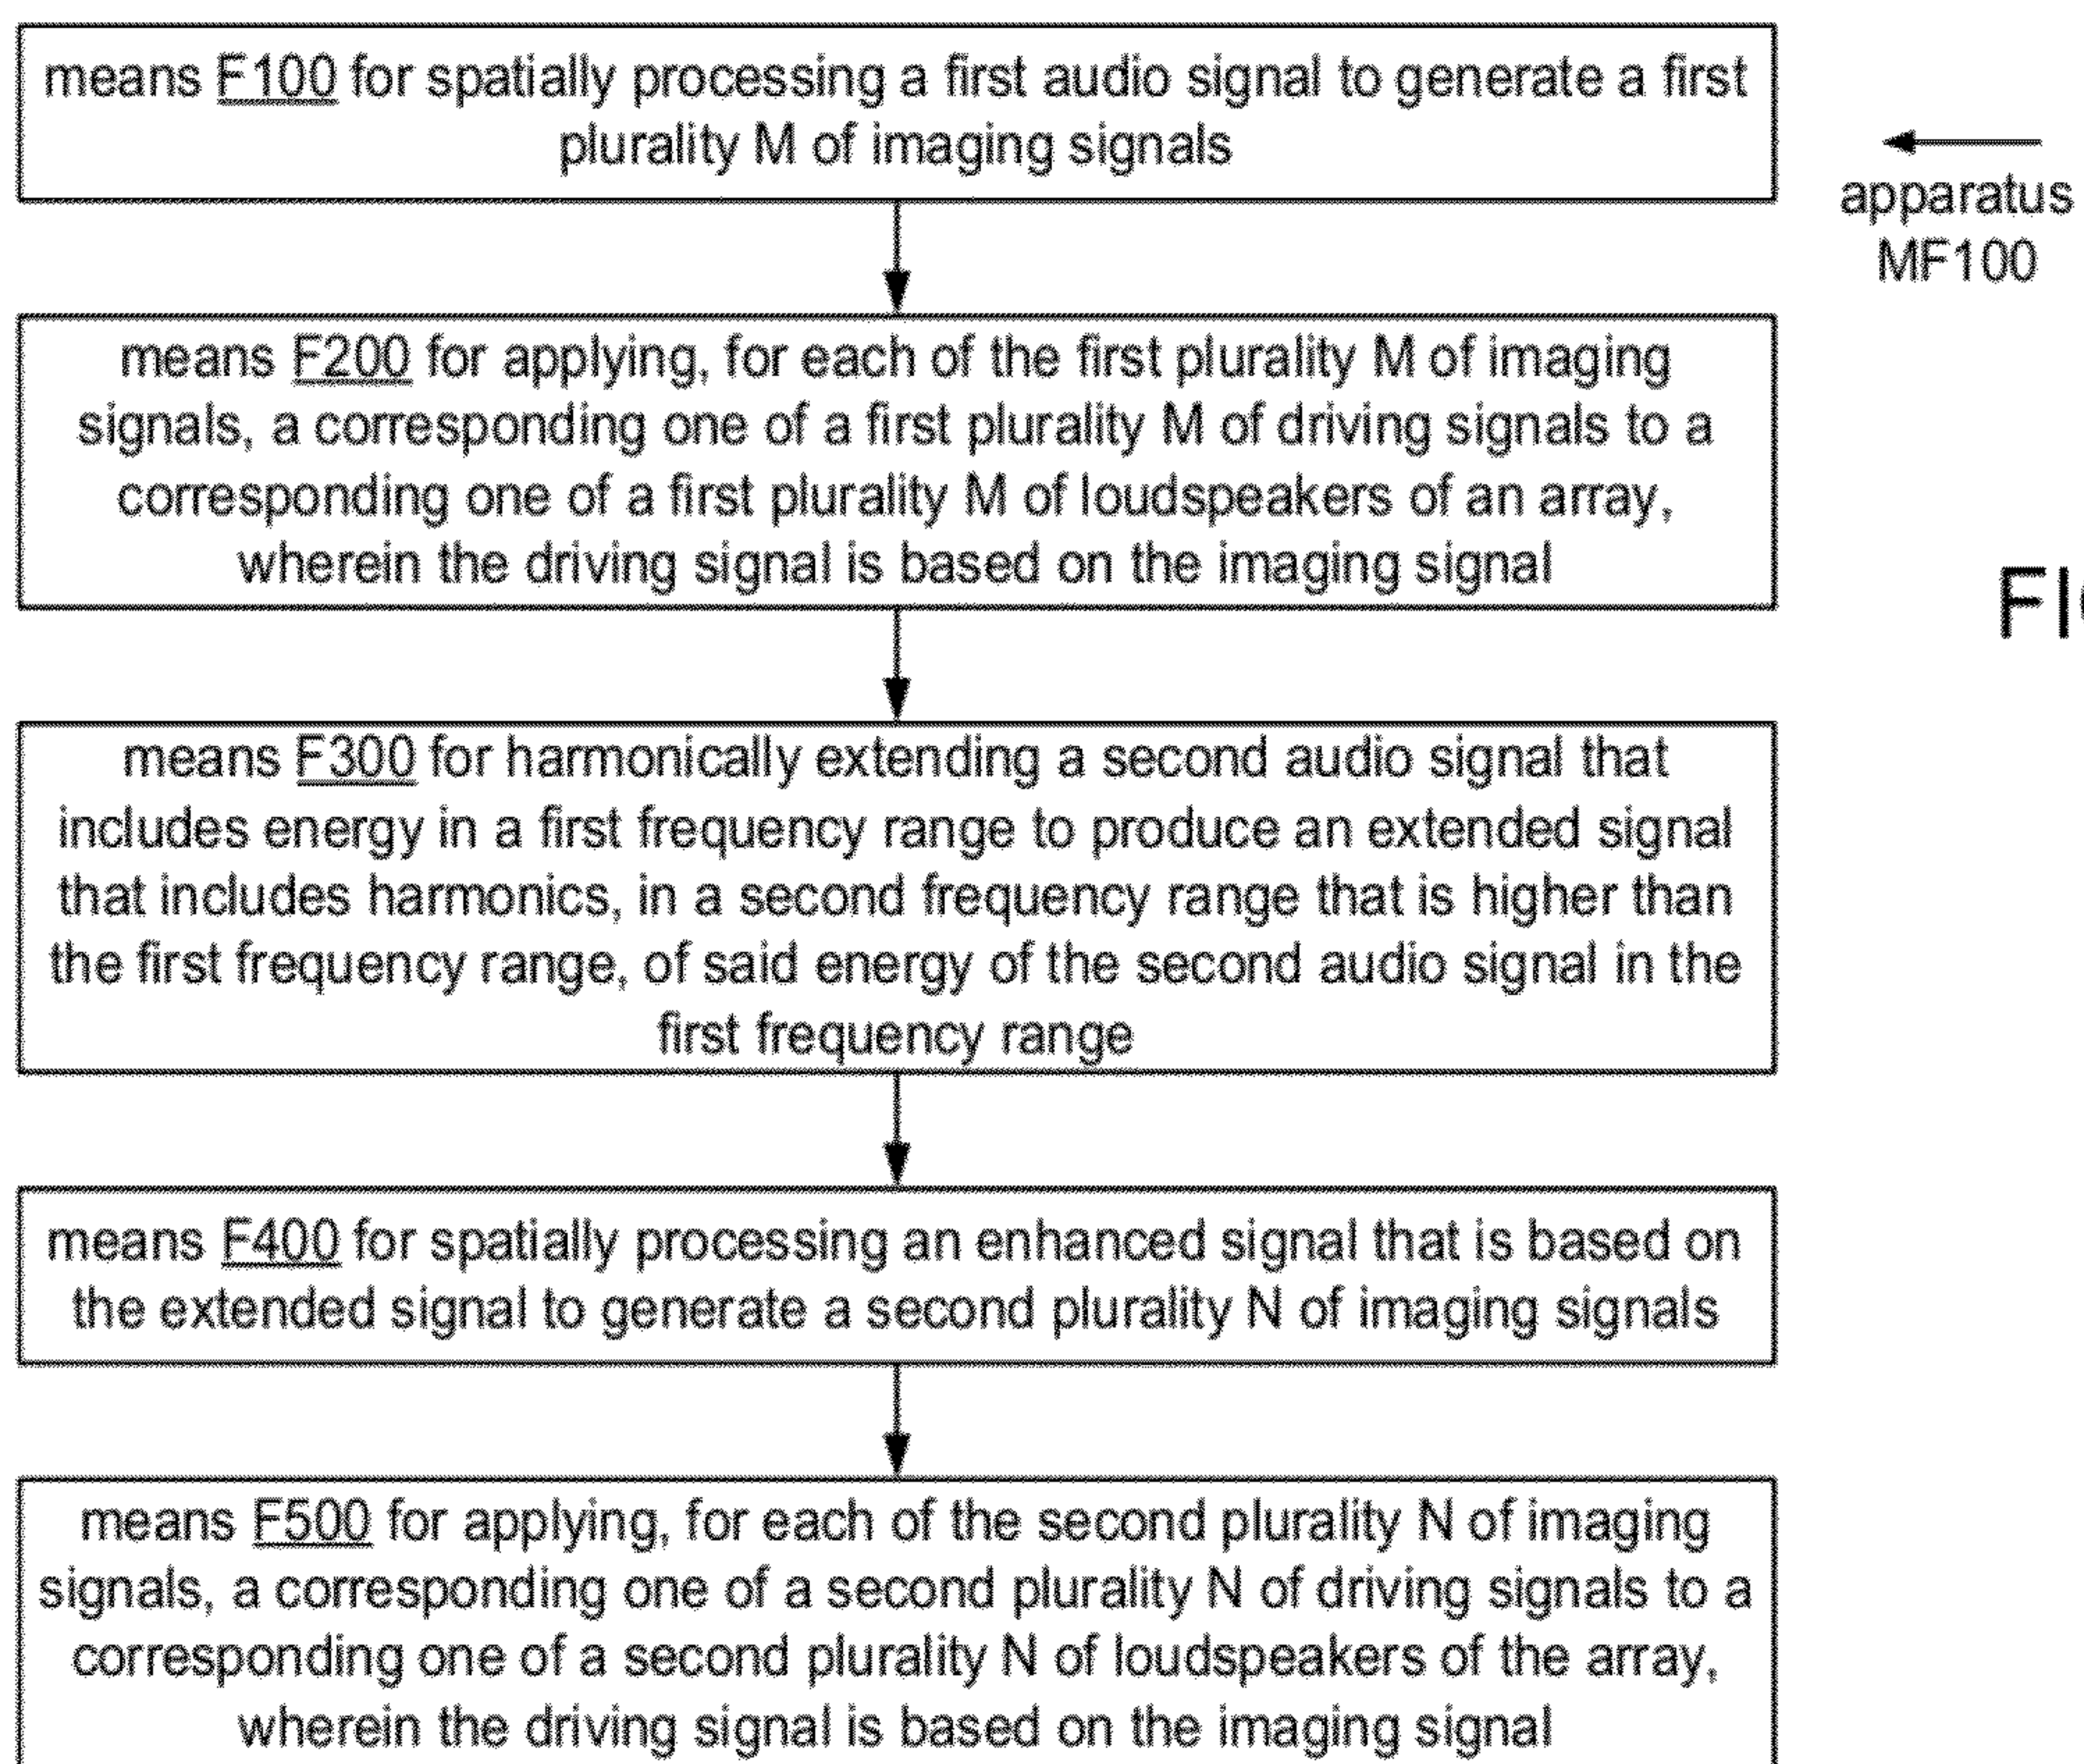 means F100 for spatially processing a first audio signal to generate a first
plurality M of imaging signals
apparatus
MF100
means F200 for applying, for each of the first plurality M of imaging
signals, a corresponding one of a first plurality M of driving signals to a
corresponding one of a first plurality M of loudspeakers of an array,
wherein the driving signal is based on the imaging signal
means F300 for harmonically extending a second audio signal that
includes energy in a first frequency range to produce an extended signal
that includes harmonics, in a second frequency range that is higher than
the first frequency range, of said energy of the second audio signal in the
first frequency range
means F400 for spatially processing an enhanced signal that is based on
the extended signal to generate a second plurality N of imaging signals
means F500 for applying, for each of the second plurality N of imaging
signals, a corresponding one of a second plurality N of driving signals to a
corresponding one of a second plurality N of loudspeakers of the array,
wherein the driving signal is based on the imaging signal